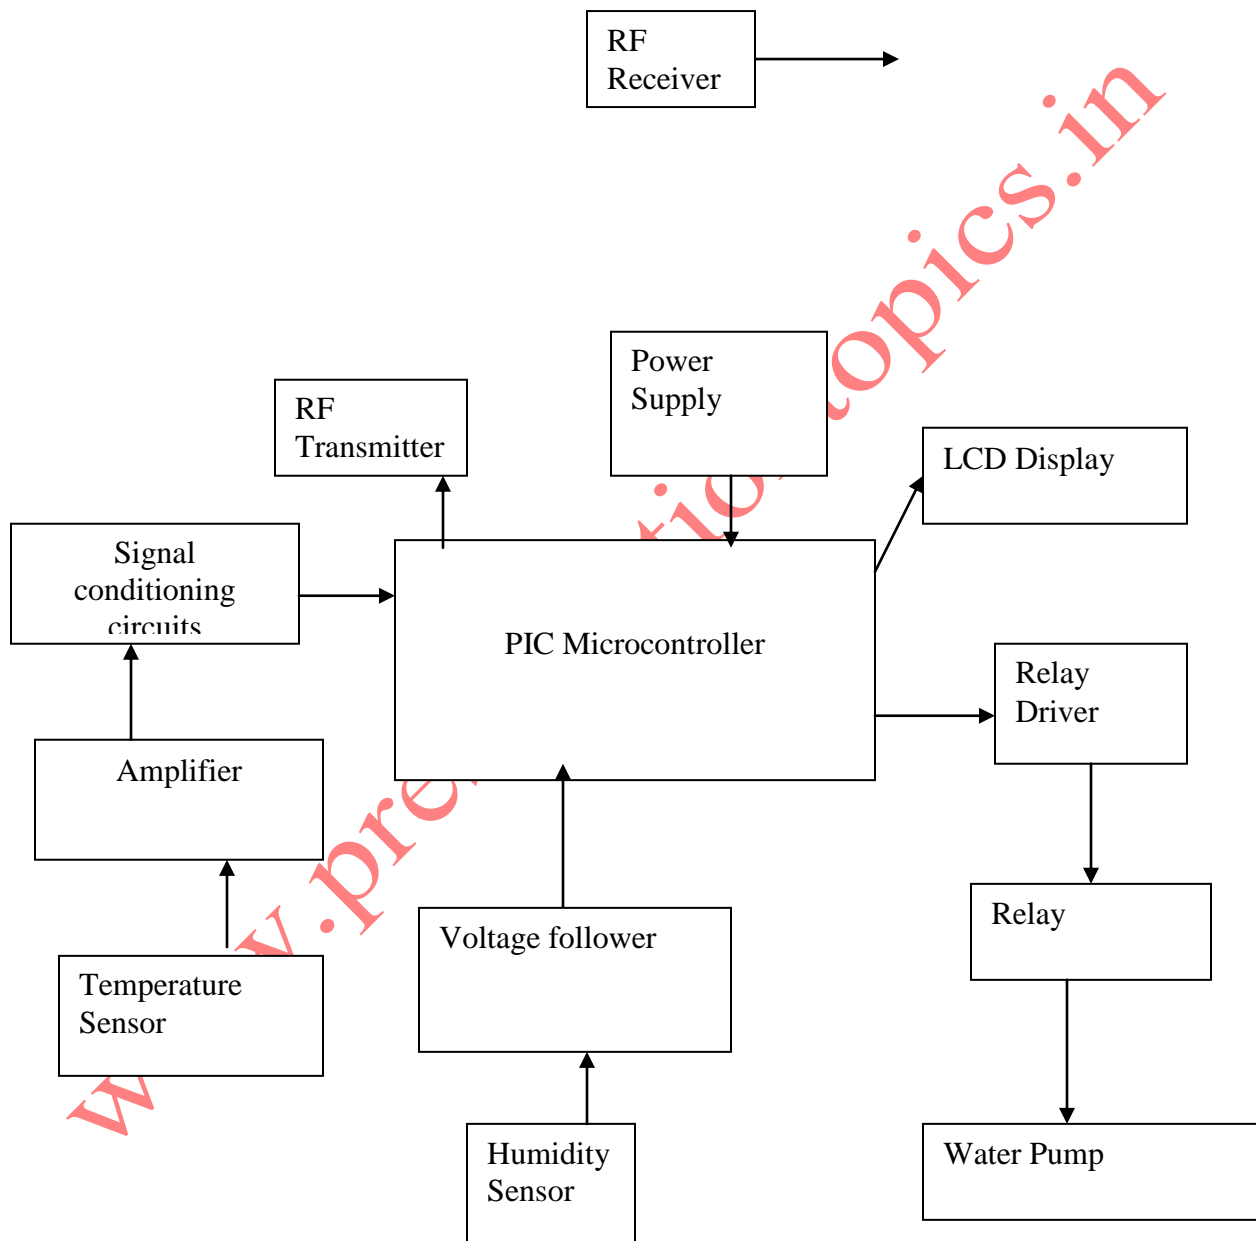 RF
Receiver
Power
Supply
RF
Transmitter
LCD Display
Signal
conditioning
circuits
PIC Microcontroller
Relay
Driver
Amplifier
Relay
Voltage follower
Temperature
Sensor
Humidity
Sensor
Water Pump